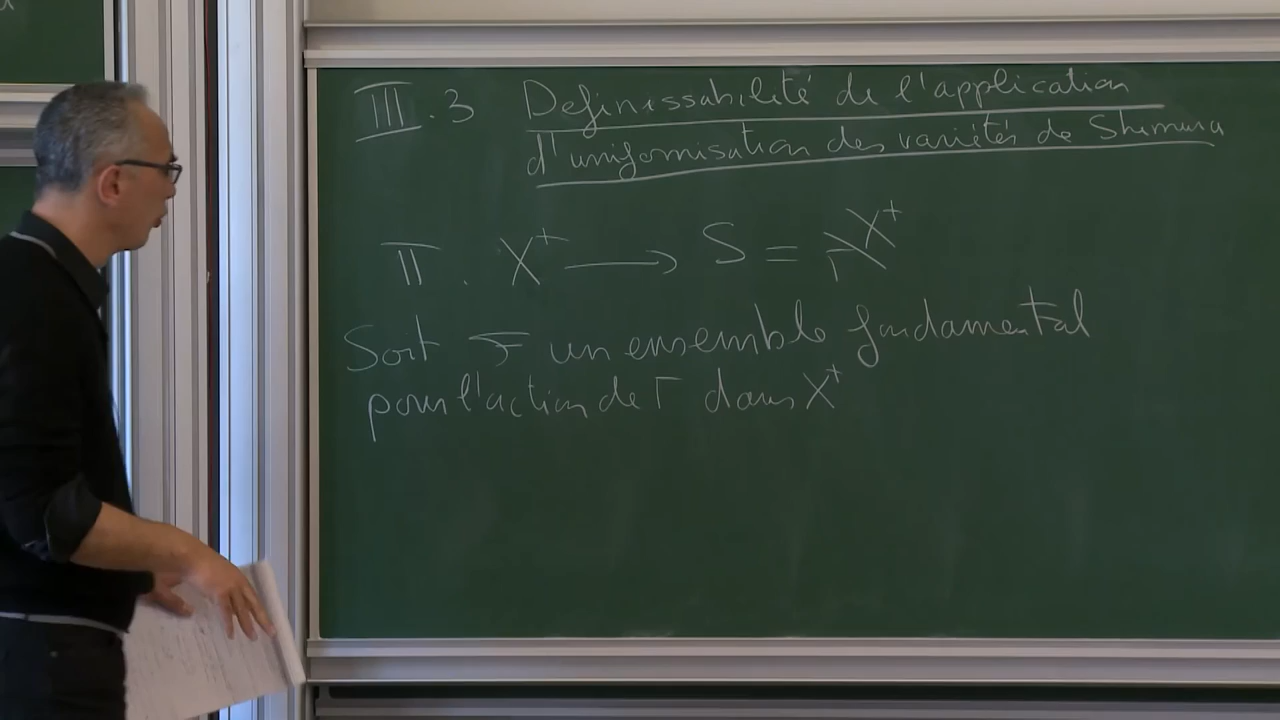 III.3 Definissabilité de l'application
d'uniformisation des variétés de Shimura
π. X⁺ ⟶ S = Γ\X⁺
Soit F un ensemble fondamental
pour l'action de Γ dans X⁺